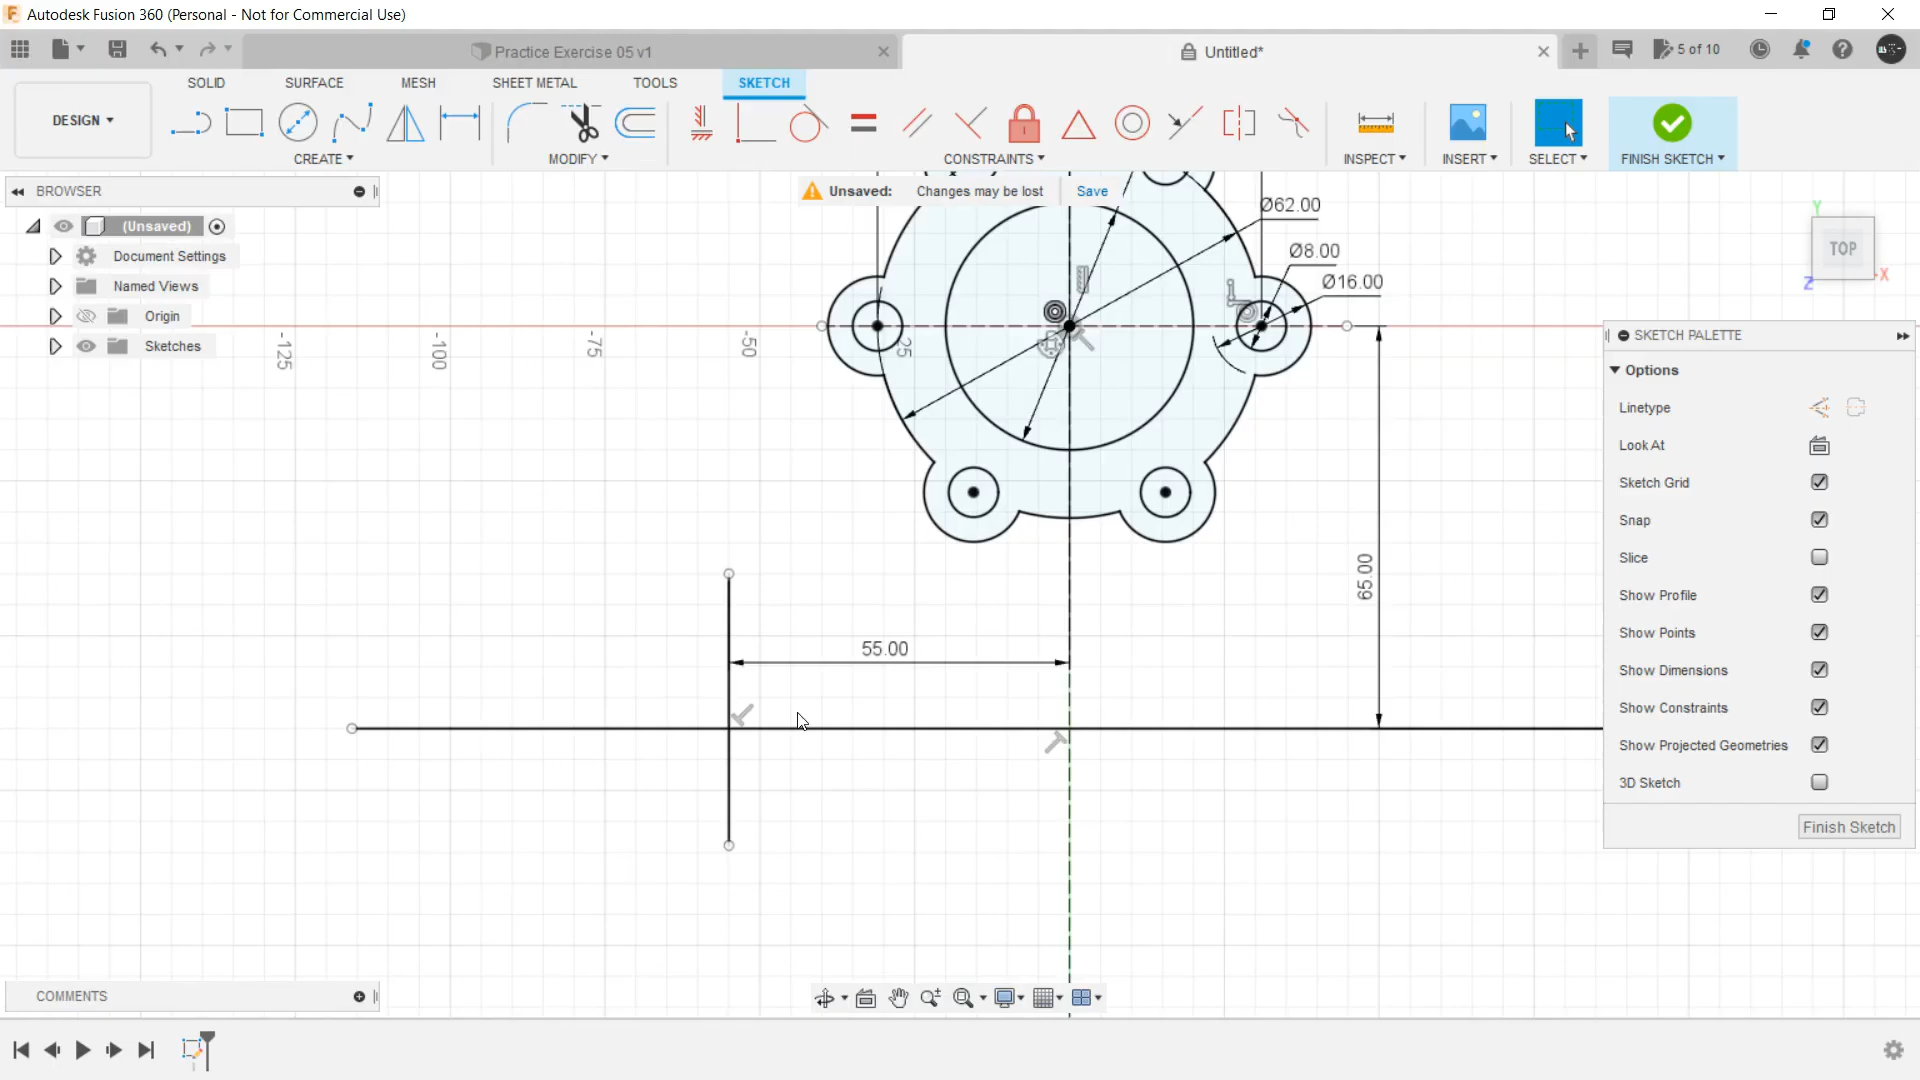 Autodesk Fusion 360 (Personal - Not for Commercial Use)
Practice Exercise 05 v1
Untitled*
5 of 10
SOLID
SURFACE
MESH
SHEET METAL
TOOLS
SKETCH
DESIGN
CREATE
MODIFY
CONSTRAINTS
INSPECT
INSERT
SELECT
FINISH SKETCH
BROWSER
Unsaved: Changes may be lost Save
(Unsaved)
Document Settings
Named Views
Origin
Sketches
Ø62.00
Ø8.00
Ø16.00
-125
-100
-75
-50
25
65.00
55.00
Y
TOP
X
Z
SKETCH PALETTE
Options
Linetype
Look At
Sketch Grid
Snap
Slice
Show Profile
Show Points
Show Dimensions
Show Constraints
Show Projected Geometries
3D Sketch
Finish Sketch
COMMENTS